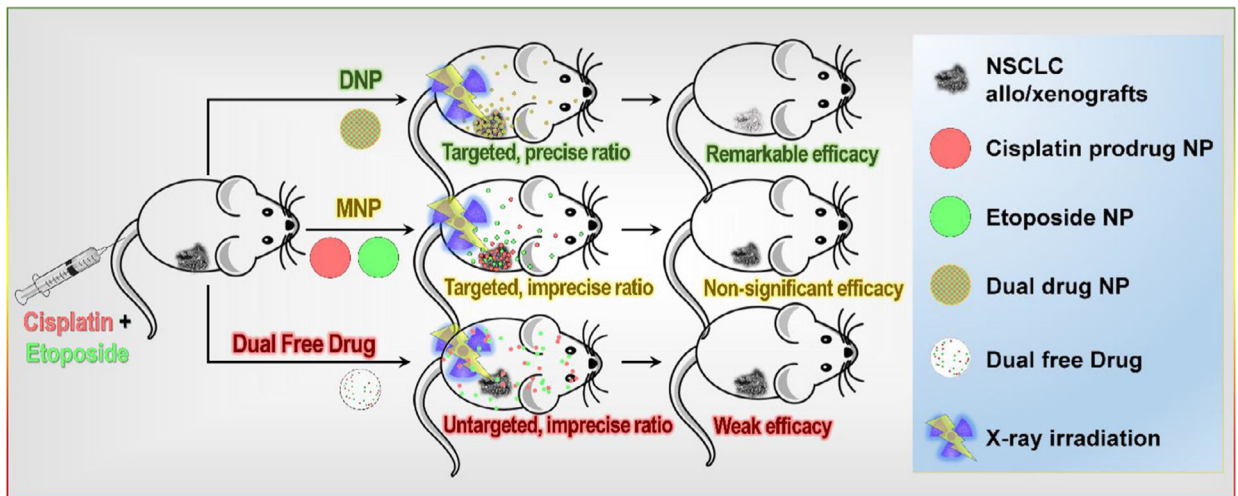 DNP
Targeted, precise ratio
Remarkable efficacy
MNP
Targeted, imprecise ratio
Non-significant efficacy
Cisplatin +
Etoposide
Dual Free Drug
Untargeted, imprecise ratio
Weak efficacy
NSCLC
allo/xenografts
Cisplatin prodrug NP
Etoposide NP
Dual drug NP
Dual free Drug
X-ray irradiation